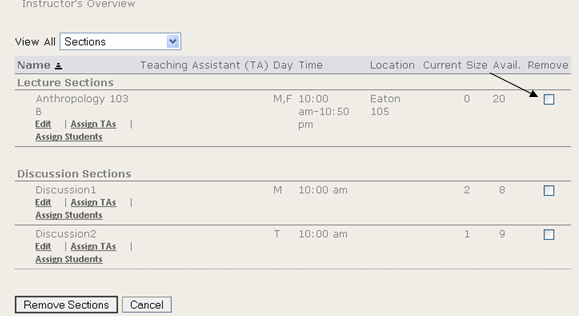 Instructor's Overview
View All Sections
Name Teaching Assistant (TA) Day Time Location Current Size Avail. Remove
Lecture Sections
Anthropology 103 M,F 10:00 Eaton 0 20
B am-10:50 105
Edit | Assign TAs | pm
Assign Students
Discussion Sections
Discussion1 M 10:00 am 2 8
Edit | Assign TAs |
Assign Students
Discussion2 T 10:00 am 1 9
Edit | Assign TAs |
Assign Students
Remove Sections Cancel